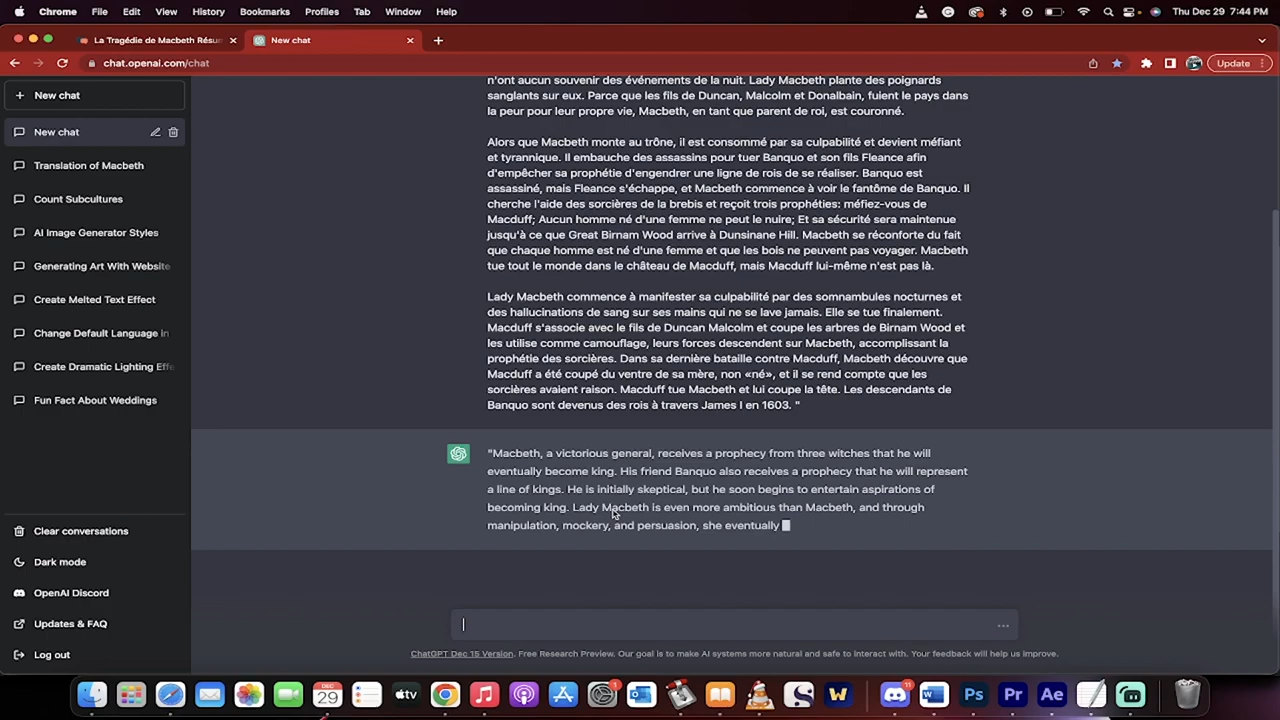 Chrome File Edit View History Bookmarks Profiles Tab Window Help Thu Dec 29 7:44 PM
La Tragédie de Macbeth Résu
New chat
chat.openai.com/chat
Update
New chat
New chat
Translation of Macbeth
Count Subcultures
AI Image Generator Styles
Generating Art With Website
Create Melted Text Effect
Change Default Language in
Create Dramatic Lighting Effe
Fun Fact About Weddings
Clear conversations
Dark mode
OpenAI Discord
Updates & FAQ
Log out
n'ont aucun souvenir des événements de la nuit. Lady Macbeth plante des poignards
sanglants sur eux. Parce que les fils de Duncan, Malcolm et Donalbain, fuient le pays dans
la peur pour leur propre vie, Macbeth, en tant que parent de roi, est couronné.
Alors que Macbeth monte au trône, il est consommé par sa culpabilité et devient méfiant
et tyrannique. Il embauche des assassins pour tuer Banquo et son fils Fleance afin
d'empêcher sa prophétie d'engendrer une ligne de rois de se réaliser. Banquo est
assassiné, mais Fleance s'échappe, et Macbeth commence à voir le fantôme de Banquo. Il
cherche l'aide des sorcières de la brebis et reçoit trois prophéties: méfiez-vous de
Macduff; Aucun homme né d'une femme ne peut le nuire; Et sa sécurité sera maintenue
jusqu'à ce que Great Birnam Wood arrive à Dunsinane Hill. Macbeth se réconforte du fait
que chaque homme est né d'une femme et que les bois ne peuvent pas voyager. Macbeth
tue tout le monde dans le château de Macduff, mais Macduff lui-même n'est pas là.
Lady Macbeth commence à manifester sa culpabilité par des somnambules nocturnes et
des hallucinations de sang sur ses mains qui ne se lave jamais. Elle se tue finalement.
Macduff s'associe avec le fils de Duncan Malcolm et coupe les arbres de Birnam Wood et
les utilise comme camouflage, leurs forces descendent sur Macbeth, accomplissant la
prophétie des sorcières. Dans sa dernière bataille contre Macduff, Macbeth découvre que
Macduff a été coupé du ventre de sa mère, non «né», et il se rend compte que les
sorcières avaient raison. Macduff tue Macbeth et lui coupe la tête. Les descendants de
Banquo sont devenus des rois à travers James I en 1603. "
"Macbeth, a victorious general, receives a prophecy from three witches that he will
eventually become king. His friend Banquo also receives a prophecy that he will represent
a line of kings. He is initially skeptical, but he soon begins to entertain aspirations of
becoming king. Lady Macbeth is even more ambitious than Macbeth, and through
manipulation, mockery, and persuasion, she eventually
ChatGPT Dec 15 Version. Free Research Preview. Our goal is to make AI systems more natural and safe to interact with. Your feedback will help us improve.
DEC
29
tv
1
S
W
11
W
Ps
Pr
Ae